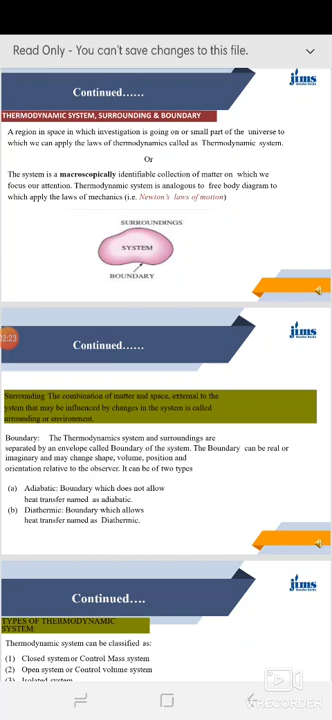 Read Only - You can't save changes to this file.
jims
Continued……
THERMODYNAMIC SYSTEM, SURROUNDING & BOUNDARY
A region in space in which investigation is going on or small part of the universe to
which we can apply the laws of thermodynamics called as Thermodynamic system.
Or
The system is a macroscopically identifiable collection of matter on which we
focus our attention. Thermodynamic system is analogous to free body diagram to
which apply the laws of mechanics (i.e. Newton's laws of motion)
SURROUNDINGS
SYSTEM
BOUNDARY
jims
02:23
Continued……
Surrounding The combination of matter and space, external to the
ystem that may be influenced by changes in the system is called
urrounding or environment.
Boundary: The Thermodynamics system and surroundings are
separated by an envelope called Boundary of the system. The Boundary can be real or
imaginary and may change shape, volume, position and
orientation relative to the observer. It can be of two types
(a) Adiabatic: Boundary which does not allow
heat transfer named as adiabatic.
(b) Diathermic: Boundary which allows
heat transfer named as Diathermic.
jims
Continued……
TYPES OF THERMODYNAMIC
SYSTEM.
Thermodynamic system can be classified as:
(1) Closed system or Control Mass system
(2) Open system or Control volume system
(3) Isolated system
VRECORDER